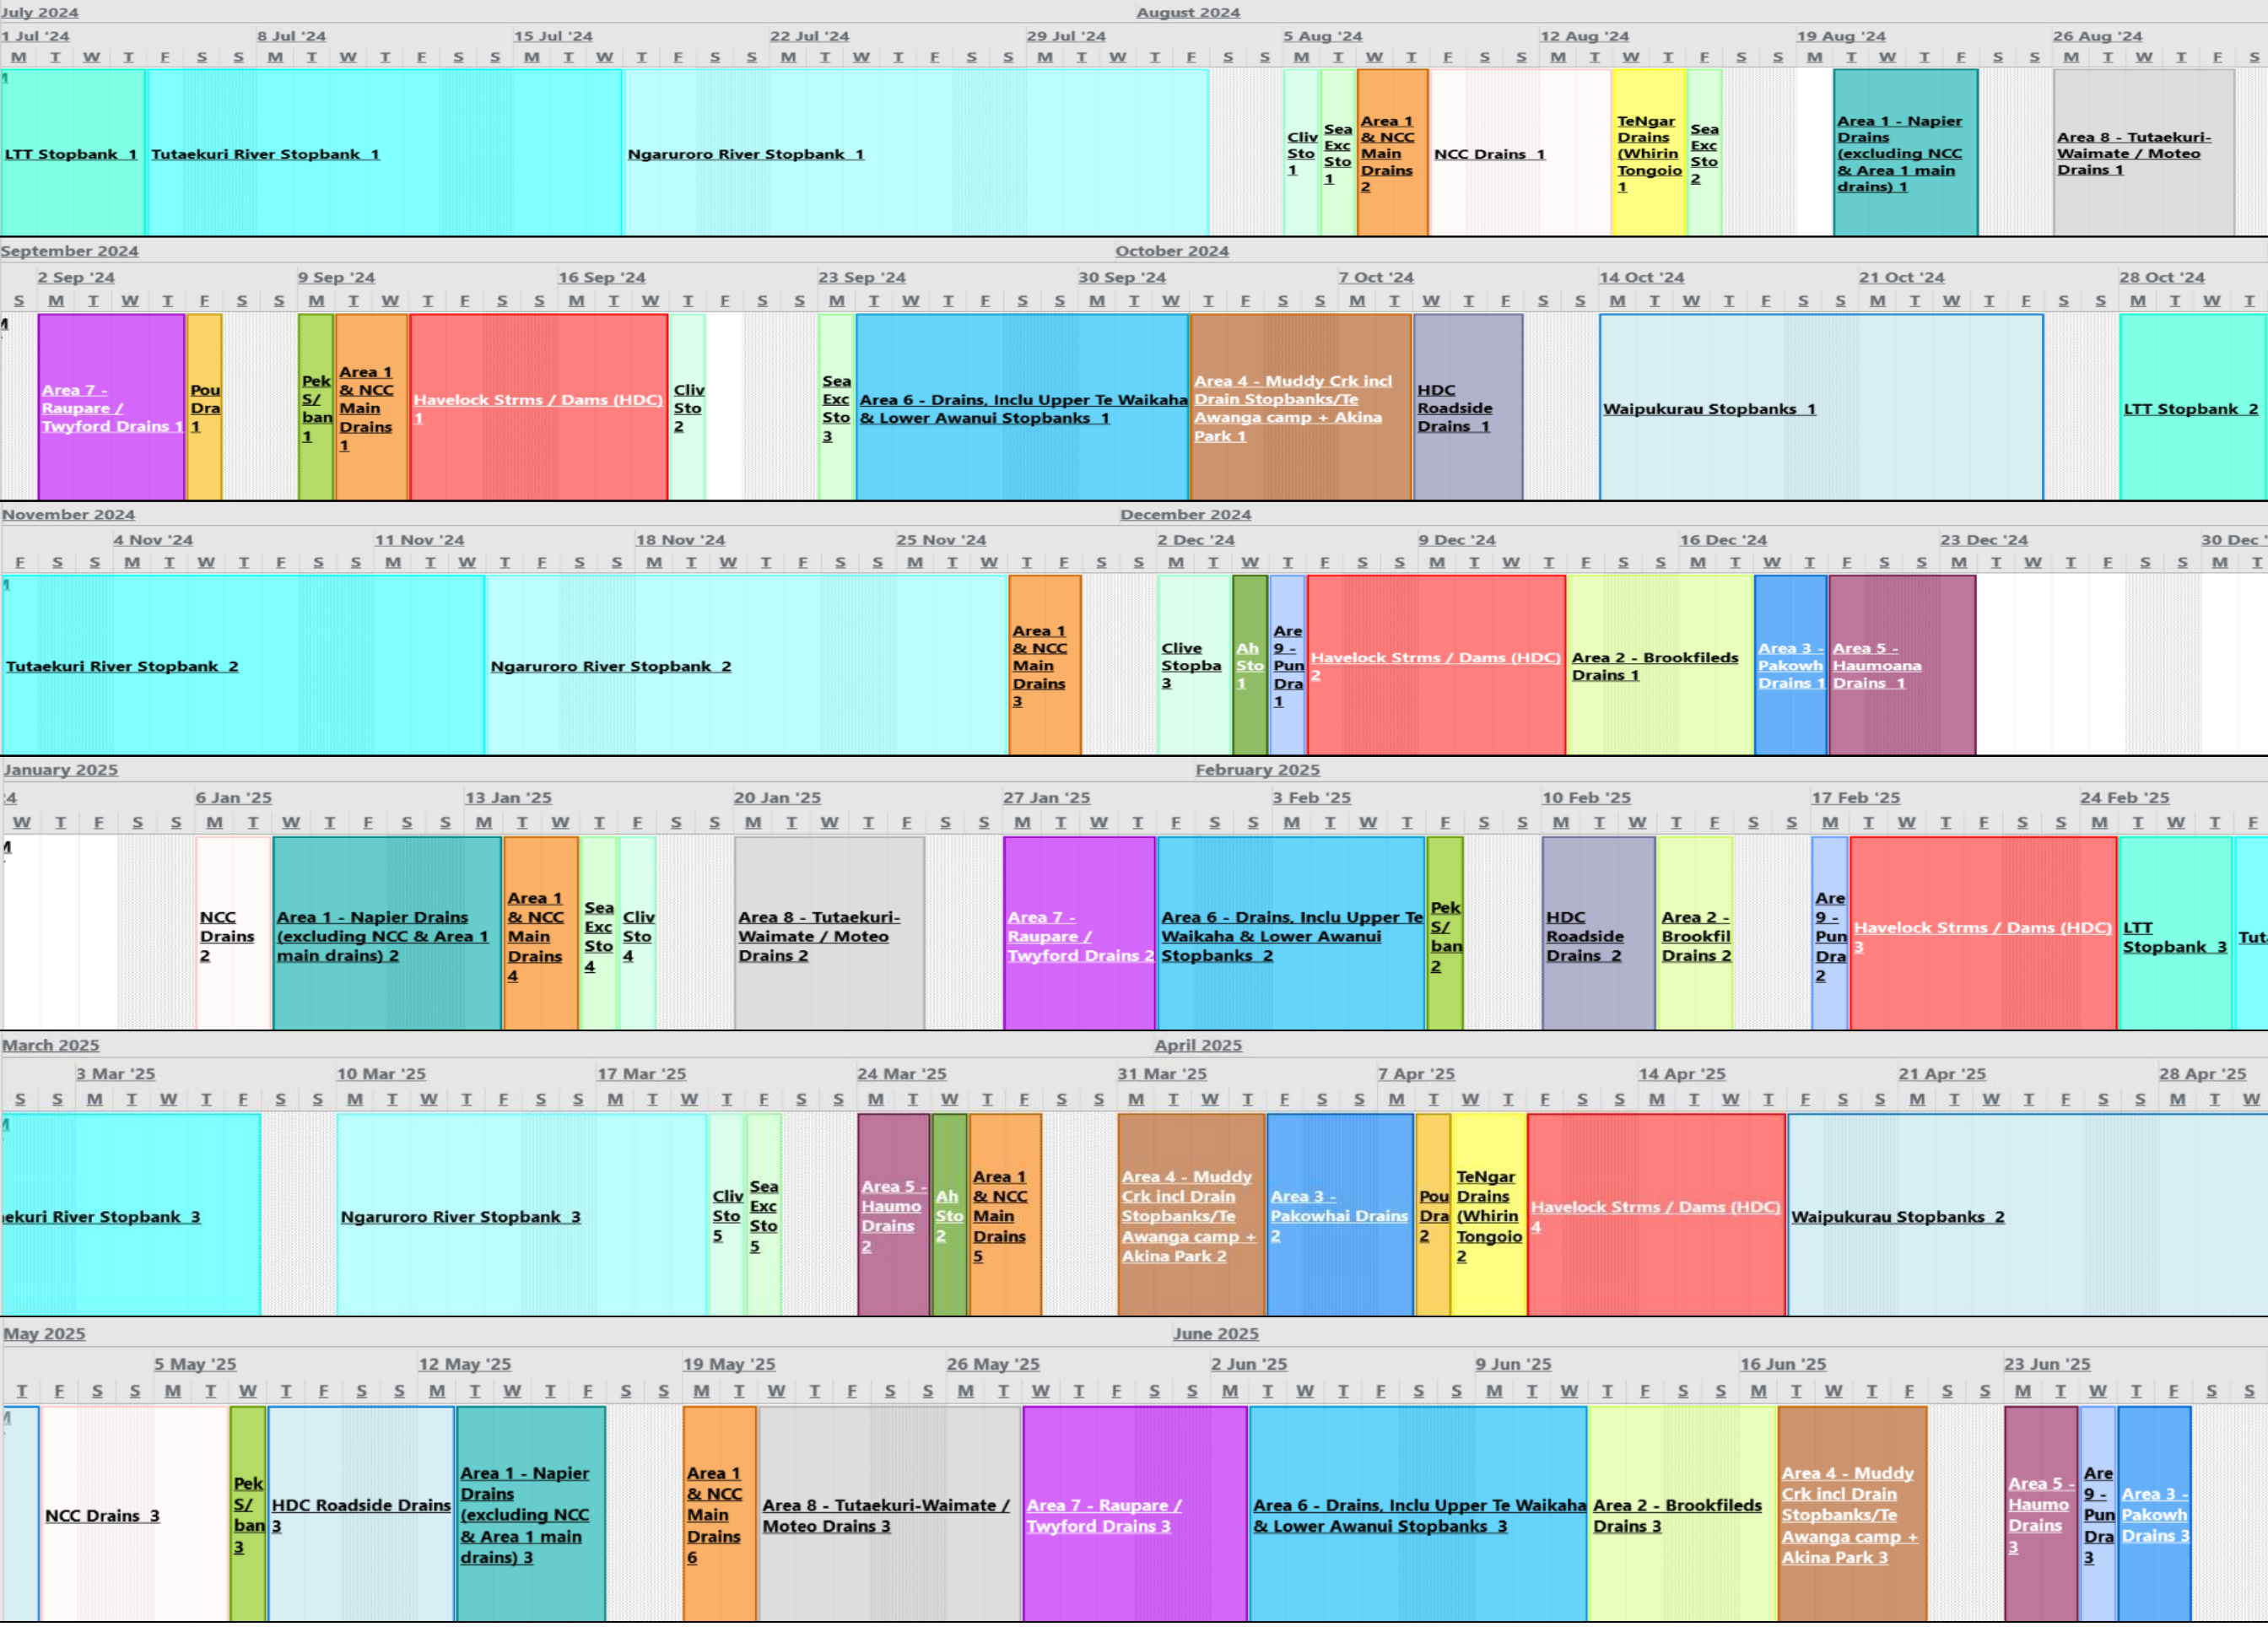 July 2024 August 2024
1 Jul '24 8 Jul '24 15 Jul '24 22 Jul '24 29 Jul '24 5 Aug '24 12 Aug '24 19 Aug '24 26 Aug '24
M T W T F S S M T W T F S S M T W T F S S M T W T F S S M T W T F S S M T W T F S S M T W T F S S M T W T F S S M T W T F S
LTT Stopbank 1
Tutaekuri River Stopbank 1
Ngaruroro River Stopbank 1
Cliv
Sto
1
Sea
Exc
Sto
1
Area 1
& NCC
Main
Drains
2
NCC Drains 1
TeNgar
Drains
(Whirin
Tongoio
1
Sea
Exc
Sto
2
Area 1 - Napier
Drains
(excluding NCC
& Area 1 main
drains) 1
Area 8 - Tutaekuri-
Waimate / Moteo
Drains 1
September 2024 October 2024
2 Sep '24 9 Sep '24 16 Sep '24 23 Sep '24 30 Sep '24 7 Oct '24 14 Oct '24 21 Oct '24 28 Oct '24
S M T W T F S S M T W T F S S M T W T F S S M T W T F S S M T W T F S S M T W T F S S M T W T F S S M T W T F S S M T W T
Area 7 -
Raupare /
Twyford Drains 1
Pou
Dra
1
Pek
S/
ban
1
Area 1
& NCC
Main
Drains
1
Havelock Strms / Dams (HDC)
1
Cliv
Sto
2
Sea
Exc
Sto
3
Area 6 - Drains, Inclu Upper Te Waikaha
& Lower Awanui Stopbanks 1
Area 4 - Muddy Crk incl
Drain Stopbanks/Te
Awanga camp + Akina
Park 1
HDC
Roadside
Drains 1
Waipukurau Stopbanks 1
LTT Stopbank 2
November 2024 December 2024
4 Nov '24 11 Nov '24 18 Nov '24 25 Nov '24 2 Dec '24 9 Dec '24 16 Dec '24 23 Dec '24 30 Dec '
F S S M T W T F S S M T W T F S S M T W T F S S M T W T F S S M T W T F S S M T W T F S S M T W T F S S M T W T F S S M T
Tutaekuri River Stopbank 2
Ngaruroro River Stopbank 2
Area 1
& NCC
Main
Drains
3
Clive
Stopba
3
Ah
Sto
1
Are
9 -
Pun
Dra
1
Havelock Strms / Dams (HDC)
2
Area 2 - Brookfileds
Drains 1
Area 3 -
Pakowh
Drains 1
Area 5 -
Haumoana
Drains 1
January 2025 February 2025
24 6 Jan '25 13 Jan '25 20 Jan '25 27 Jan '25 3 Feb '25 10 Feb '25 17 Feb '25 24 Feb '25
W T F S S M T W T F S S M T W T F S S M T W T F S S M T W T F S S M T W T F S S M T W T F S S M T W T F S S M T W T F
NCC
Drains
2
Area 1 - Napier Drains
(excluding NCC & Area 1
main drains) 2
Area 1
& NCC
Main
Drains
4
Sea
Exc
Sto
4
Cliv
Sto
4
Area 8 - Tutaekuri-
Waimate / Moteo
Drains 2
Area 7 -
Raupare /
Twyford Drains 2
Area 6 - Drains, Inclu Upper Te
Waikaha & Lower Awanui
Stopbanks 2
Pek
S/
ban
2
HDC
Roadside
Drains 2
Area 2 -
Brookfil
Drains 2
Are
9 -
Pun
Dra
2
Havelock Strms / Dams (HDC)
3
LTT
Stopbank 3
Tuta
March 2025 April 2025
3 Mar '25 10 Mar '25 17 Mar '25 24 Mar '25 31 Mar '25 7 Apr '25 14 Apr '25 21 Apr '25 28 Apr '25
S S M T W T F S S M T W T F S S M T W T F S S M T W T F S S M T W T F S S M T W T F S S M T W T F S S M T W T F S S M T W
ekuri River Stopbank 3
Ngaruroro River Stopbank 3
Cliv
Sto
5
Sea
Exc
Sto
5
Area 5 -
Haumo
Drains
2
Ah
Sto
2
Area 1
& NCC
Main
Drains
5
Area 4 - Muddy
Crk incl Drain
Stopbanks/Te
Awanga camp +
Akina Park 2
Area 3 -
Pakowhai Drains
2
Pou
Dra
2
TeNgar
Drains
(Whirin
Tongoio
2
Havelock Strms / Dams (HDC)
4
Waipukurau Stopbanks 2
May 2025 June 2025
5 May '25 12 May '25 19 May '25 26 May '25 2 Jun '25 9 Jun '25 16 Jun '25 23 Jun '25
T F S S M T W T F S S M T W T F S S M T W T F S S M T W T F S S M T W T F S S M T W T F S S M T W T F S S M T W T F S S
NCC Drains 3
Pek
S/
ban
3
HDC Roadside Drains
3
Area 1 - Napier
Drains
(excluding NCC
& Area 1 main
drains) 3
Area 1
& NCC
Main
Drains
6
Area 8 - Tutaekuri-Waimate /
Moteo Drains 3
Area 7 - Raupare /
Twyford Drains 3
Area 6 - Drains, Inclu Upper Te Waikaha
& Lower Awanui Stopbanks 3
Area 2 - Brookfileds
Drains 3
Area 4 - Muddy
Crk incl Drain
Stopbanks/Te
Awanga camp +
Akina Park 3
Area 5 -
Haumo
Drains
3
Are
9 -
Pun
Dra
3
Area 3 -
Pakowh
Drains 3